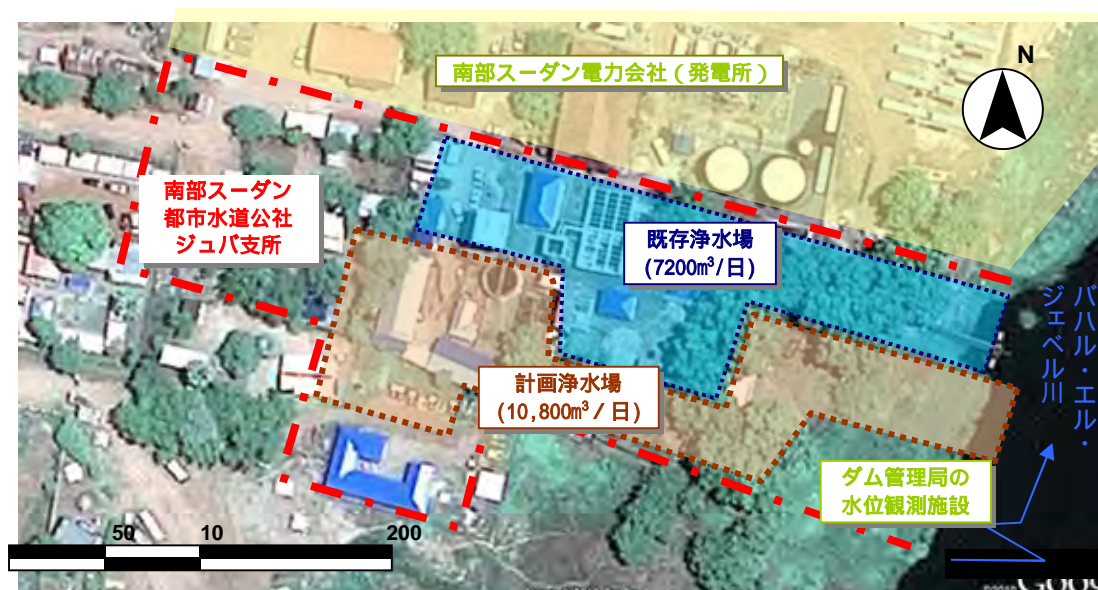 南部スーダン電力会社（発電所）
N
南部スーダン
都市水道公社
ジュバ支所
既存浄水場
(7200m³/日)
バハル・エル・
ジェベル川
計画浄水場
(10,800m³/日)
ダム管理局の
水位観測施設
50
10
200